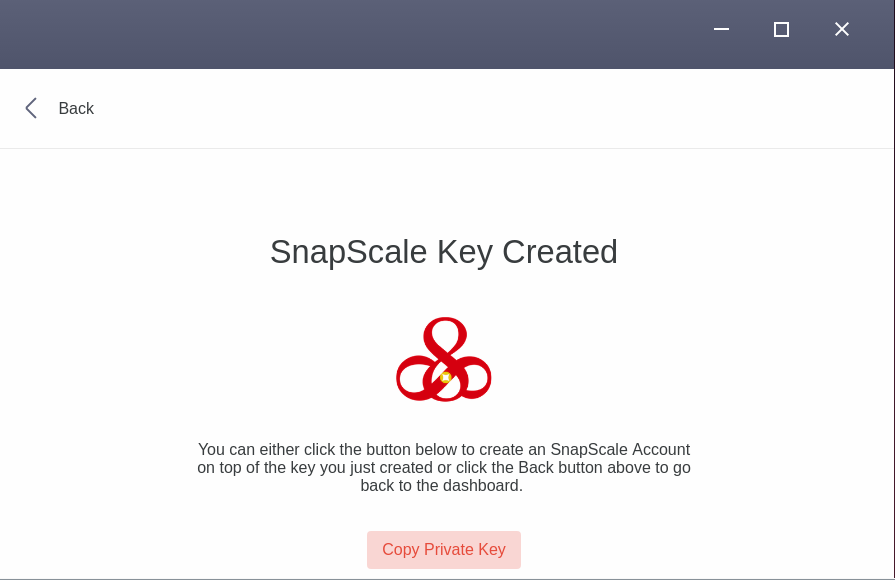 Back
SnapScale Key Created
You can either click the button below to create an SnapScale Account
on top of the key you just created or click the Back button above to go
back to the dashboard.
Copy Private Key